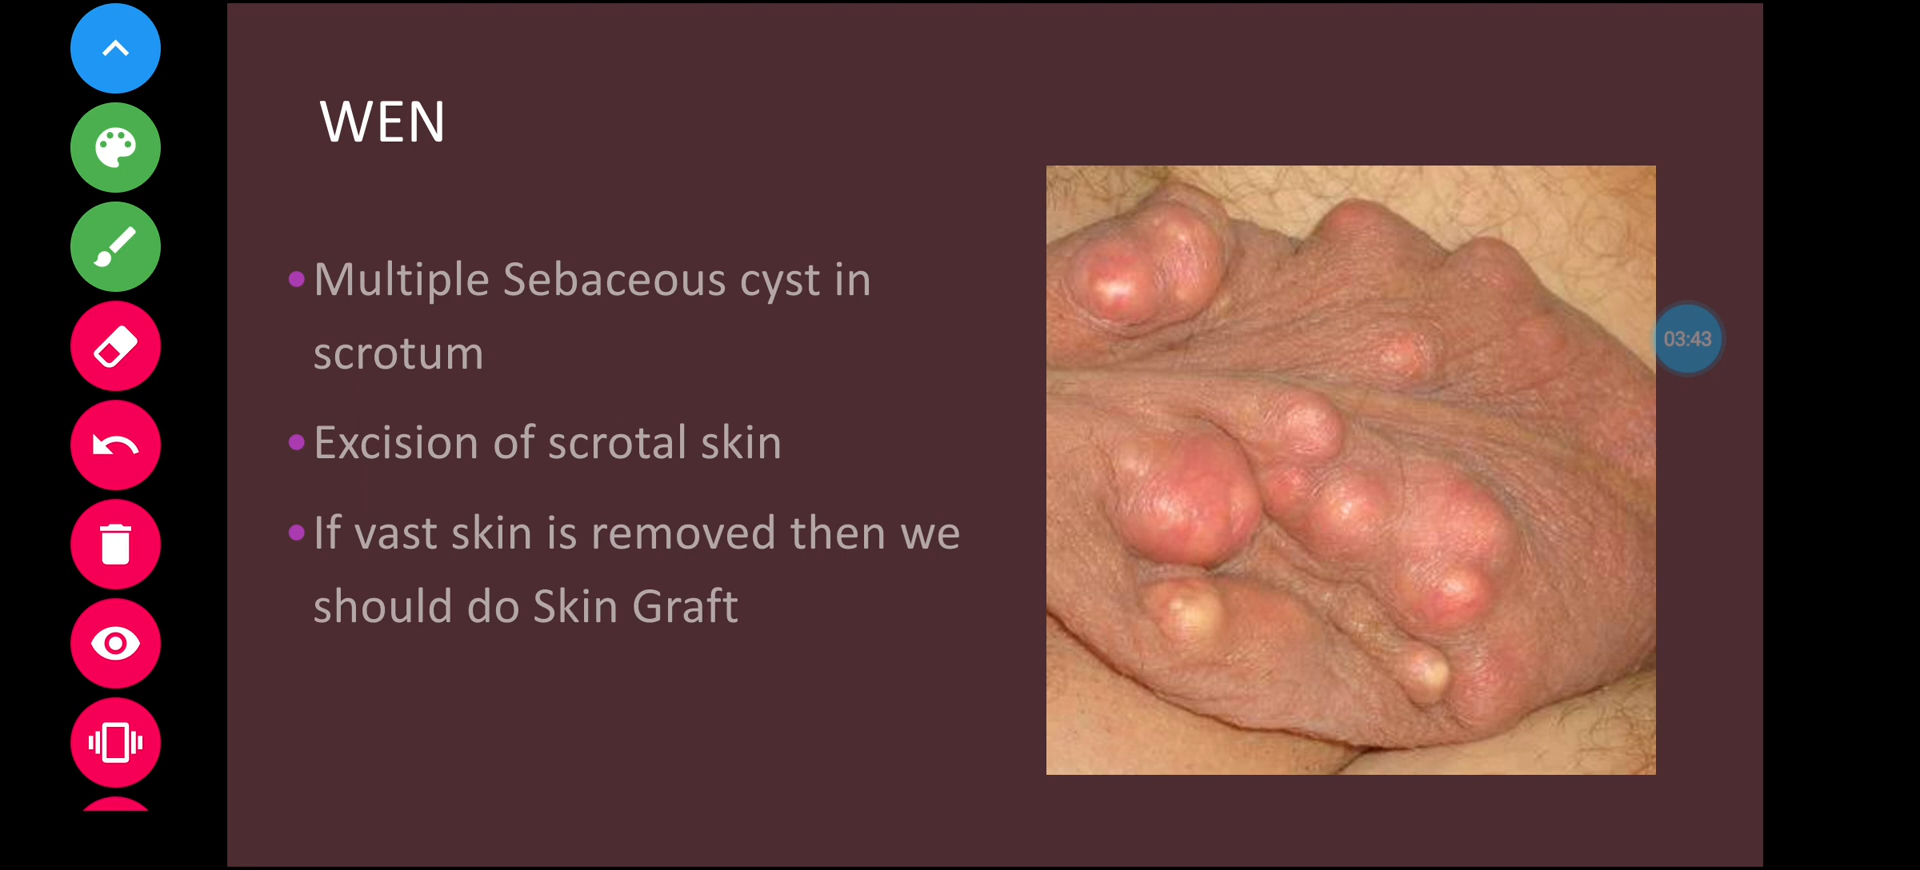 WEN
Multiple Sebaceous cyst in
scrotum
Excision of scrotal skin
If vast skin is removed then we
should do Skin Graft
03:43